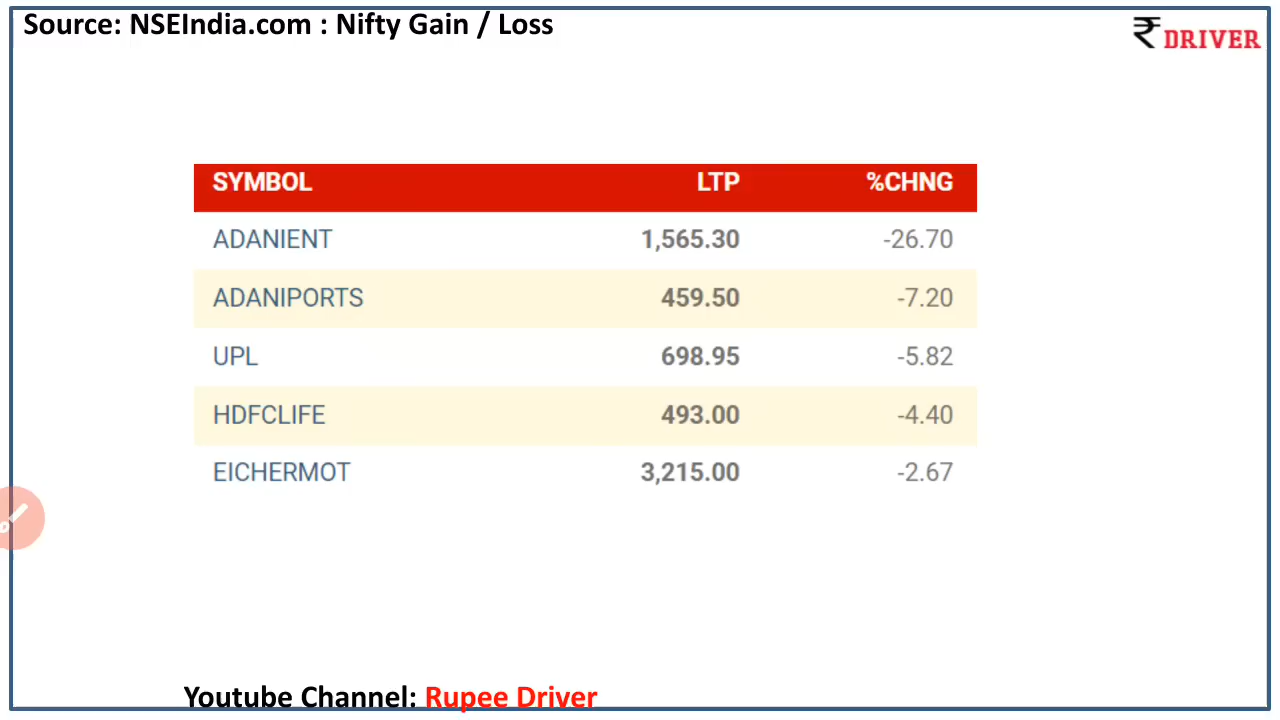 Source: NSEIndia.com : Nifty Gain / Loss
₹ DRIVER
SYMBOL LTP %CHNG
ADANIENT 1,565.30 -26.70
ADANIPORTS 459.50 -7.20
UPL 698.95 -5.82
HDFCLIFE 493.00 -4.40
EICHERMOT 3,215.00 -2.67
Youtube Channel: Rupee Driver